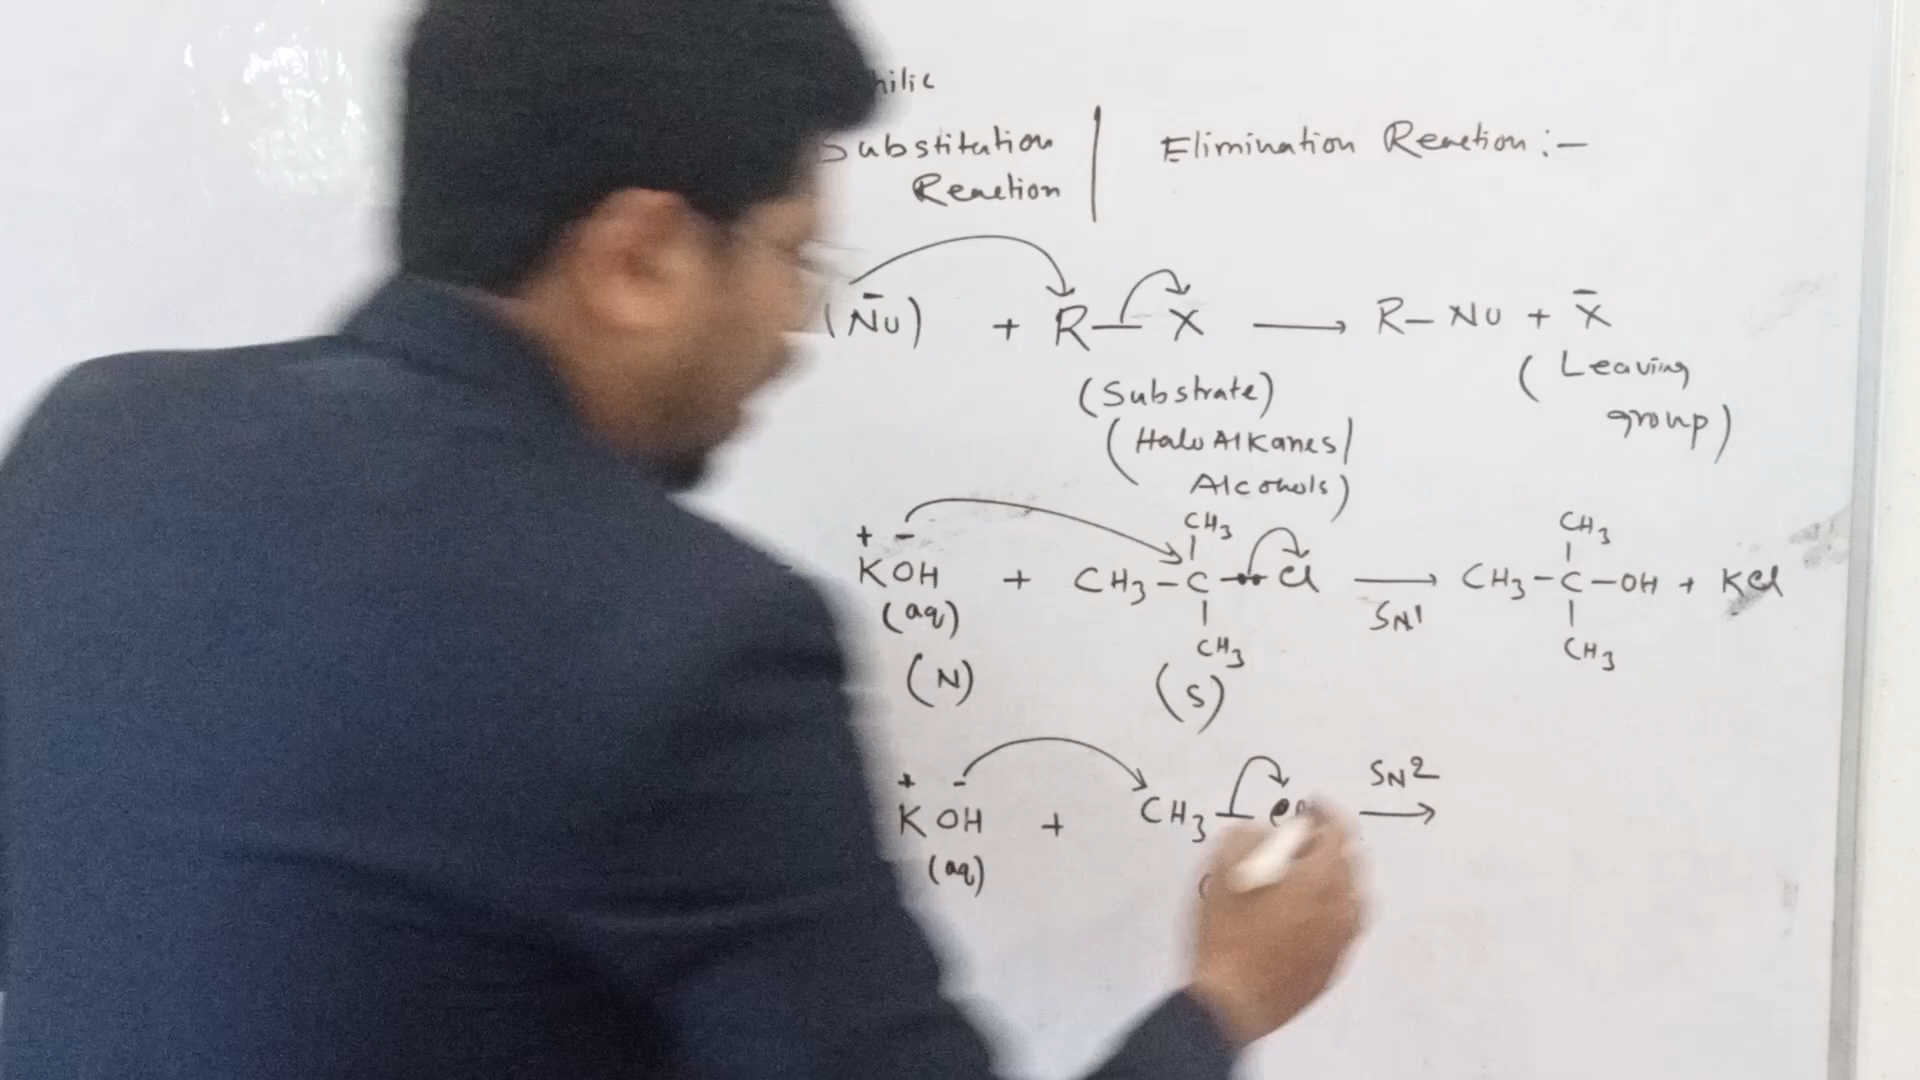 Substitution | Elimination Reaction :-
Reaction
(N̄u) + R — X ⟶ R - Nu + X̄
(Substrate) (Leaving
(Halo Alkanes/ group)
Alcohols)
CH3 CH3
+ -
KOH + CH3 - C - Cl ⟶ CH3 - C - OH + KCl
(aq) SN1
CH3 CH3
(N) (S)
+ - SN2
KOH + CH3 — ⟶
(aq)